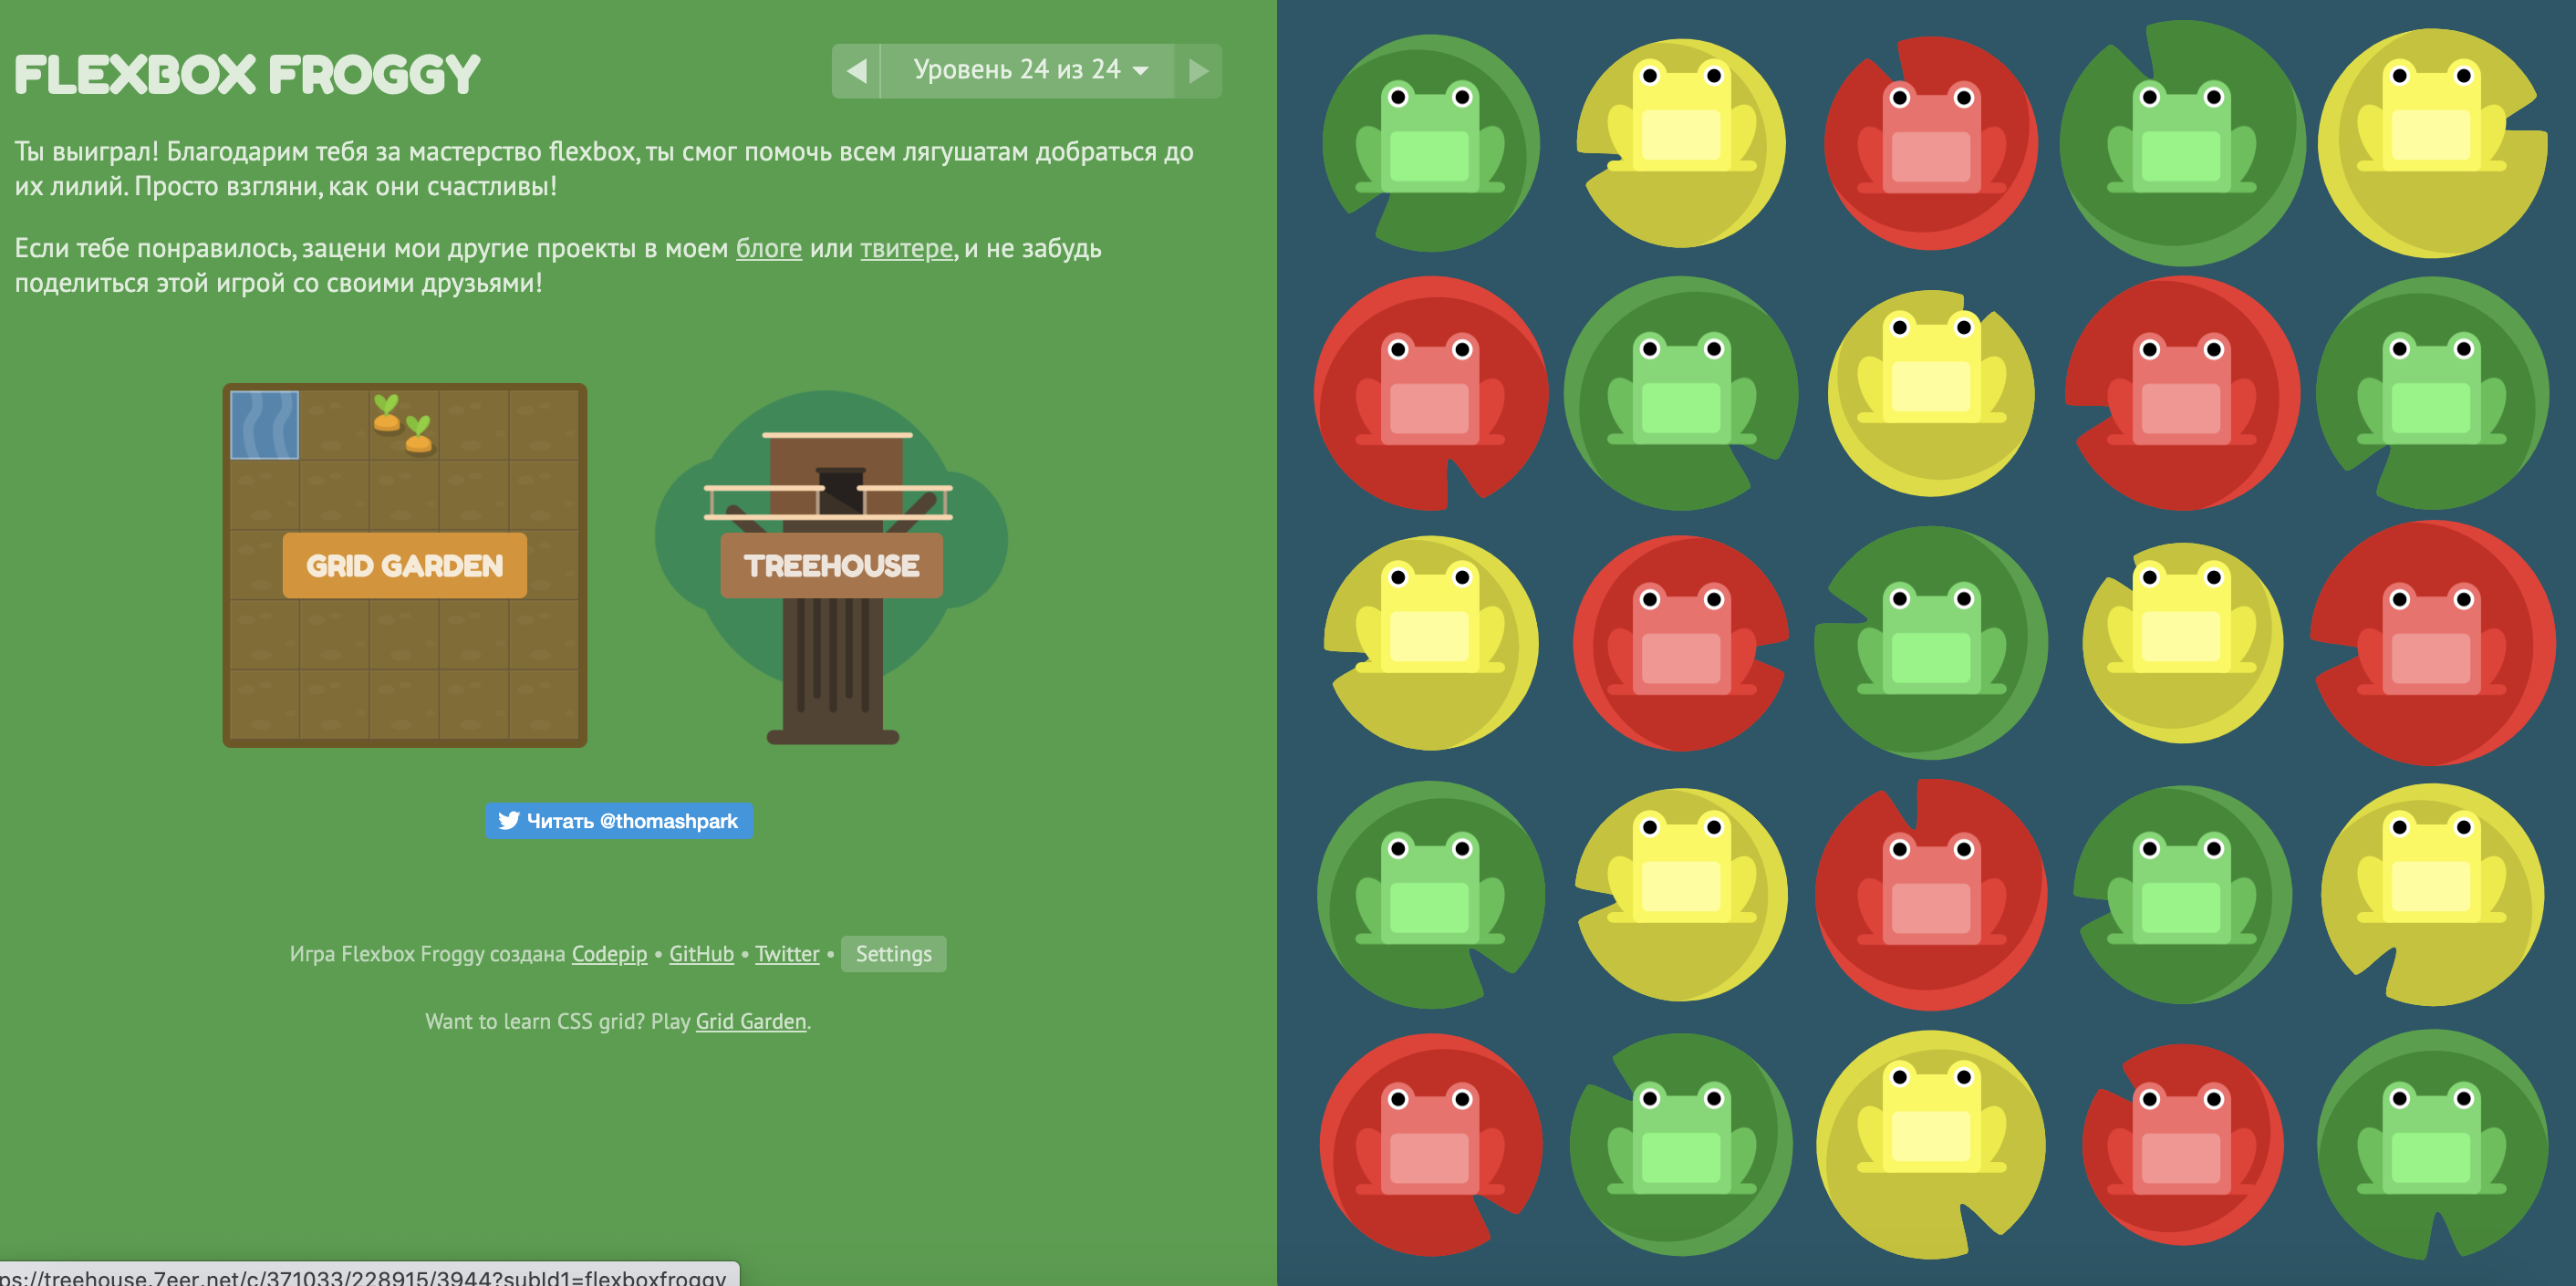 FLEXBOX FROGGY
Уровень 24 из 24
Ты выиграл! Благодарим тебя за мастерство flexbox, ты смог помочь всем лягушатам добраться до
их лилий. Просто взгляни, как они счастливы!
Если тебе понравилось, зацени мои другие проекты в моем блоге или твитере, и не забудь
поделиться этой игрой со своими друзьями!
GRID GARDEN
TREEHOUSE
Читать @thomashpark
Игра Flexbox Froggy создана Codepip • GitHub • Twitter • Settings
Want to learn CSS grid? Play Grid Garden.
ps://treehouse.7eer.net/c/371033/228915/3944?subId1=flexboxfroggy